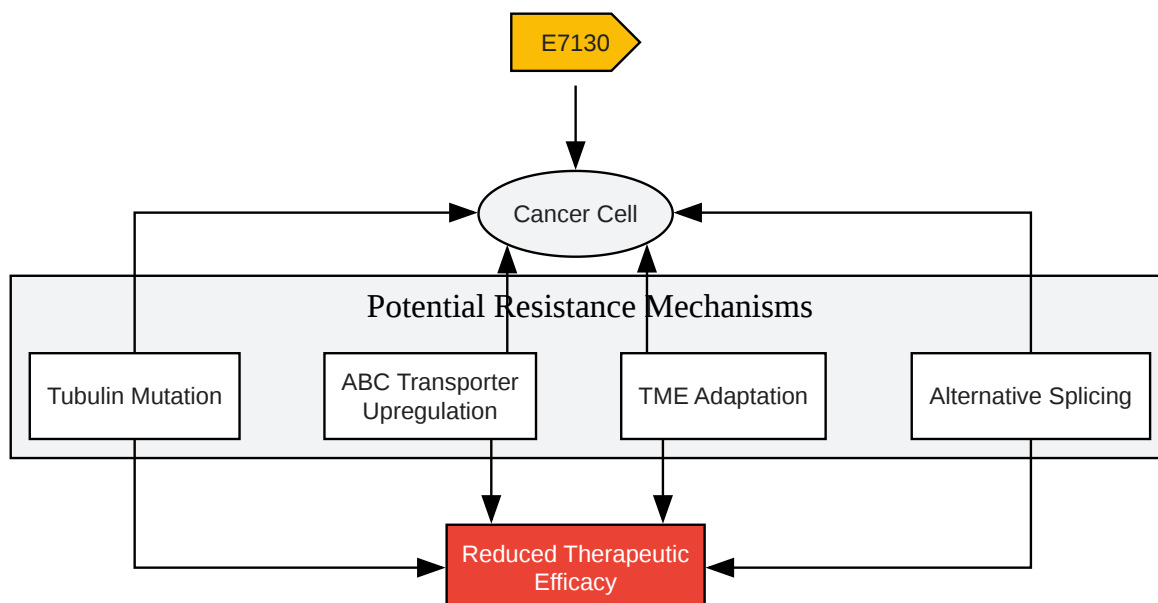 E7130
Cancer Cell
Potential Resistance Mechanisms
Tubulin Mutation
ABC Transporter
Upregulation
TME Adaptation
Alternative Splicing
Reduced Therapeutic
Efficacy